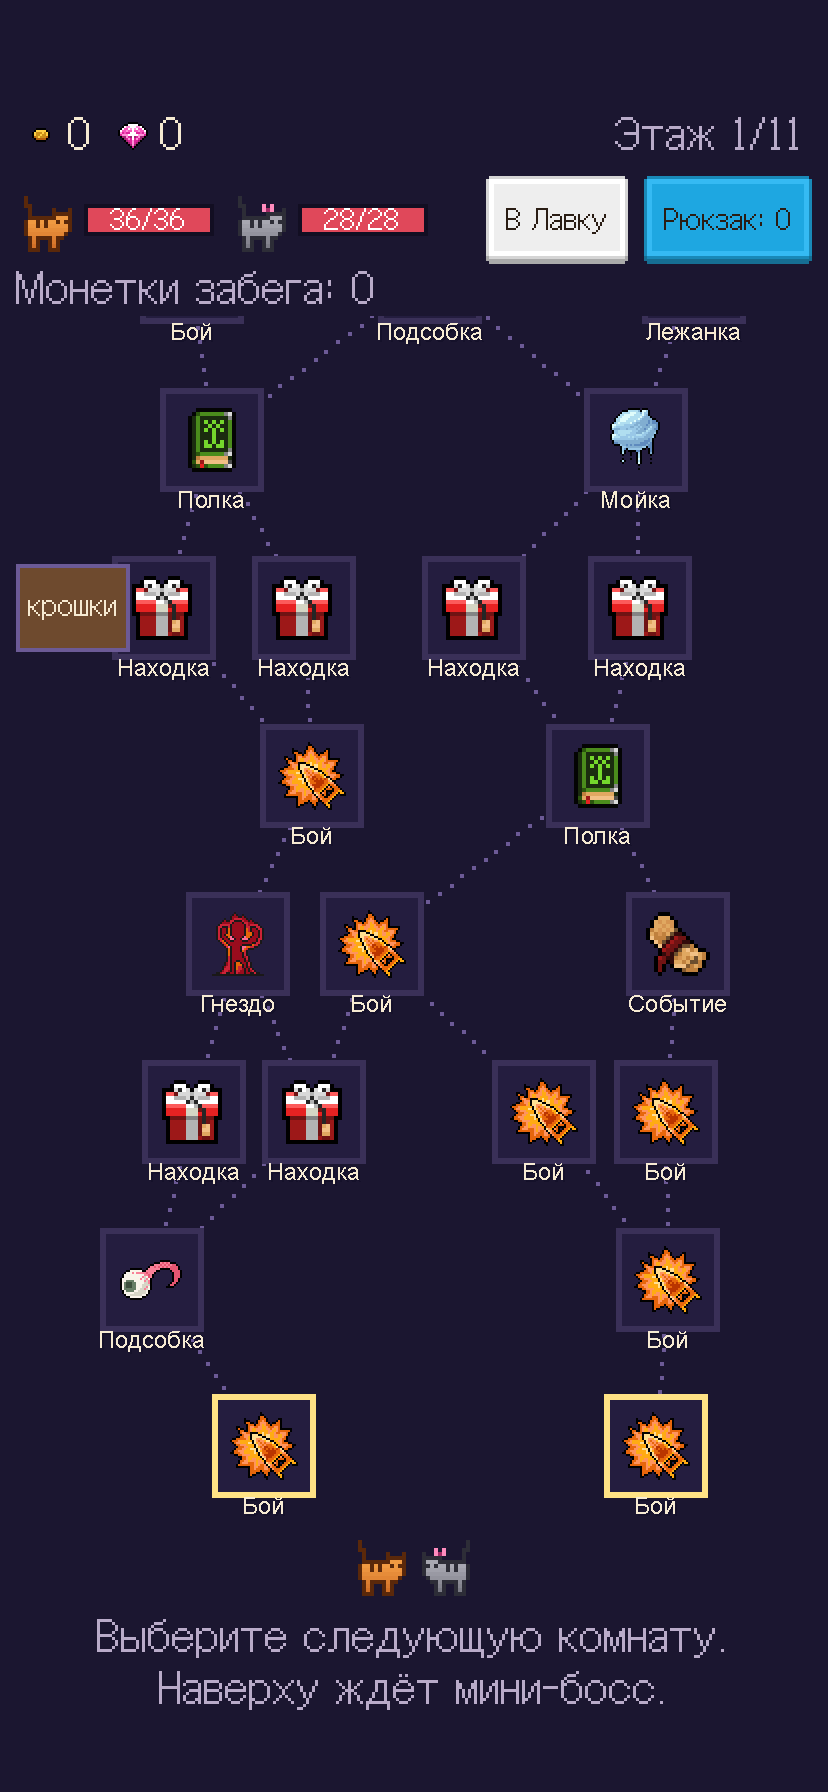 0 0 Этаж 1/11
36/36 28/28 В Лавку Рюкзак: 0
Монетки забега: 0
Бой Подсобка Лежанка
Полка Мойка
крошки
Находка Находка Находка Находка
Бой Полка
Гнездо Бой Событие
Находка Находка Бой Бой
Подсобка Бой
Бой Бой
Выберите следующую комнату.
Наверху ждёт мини-босс.